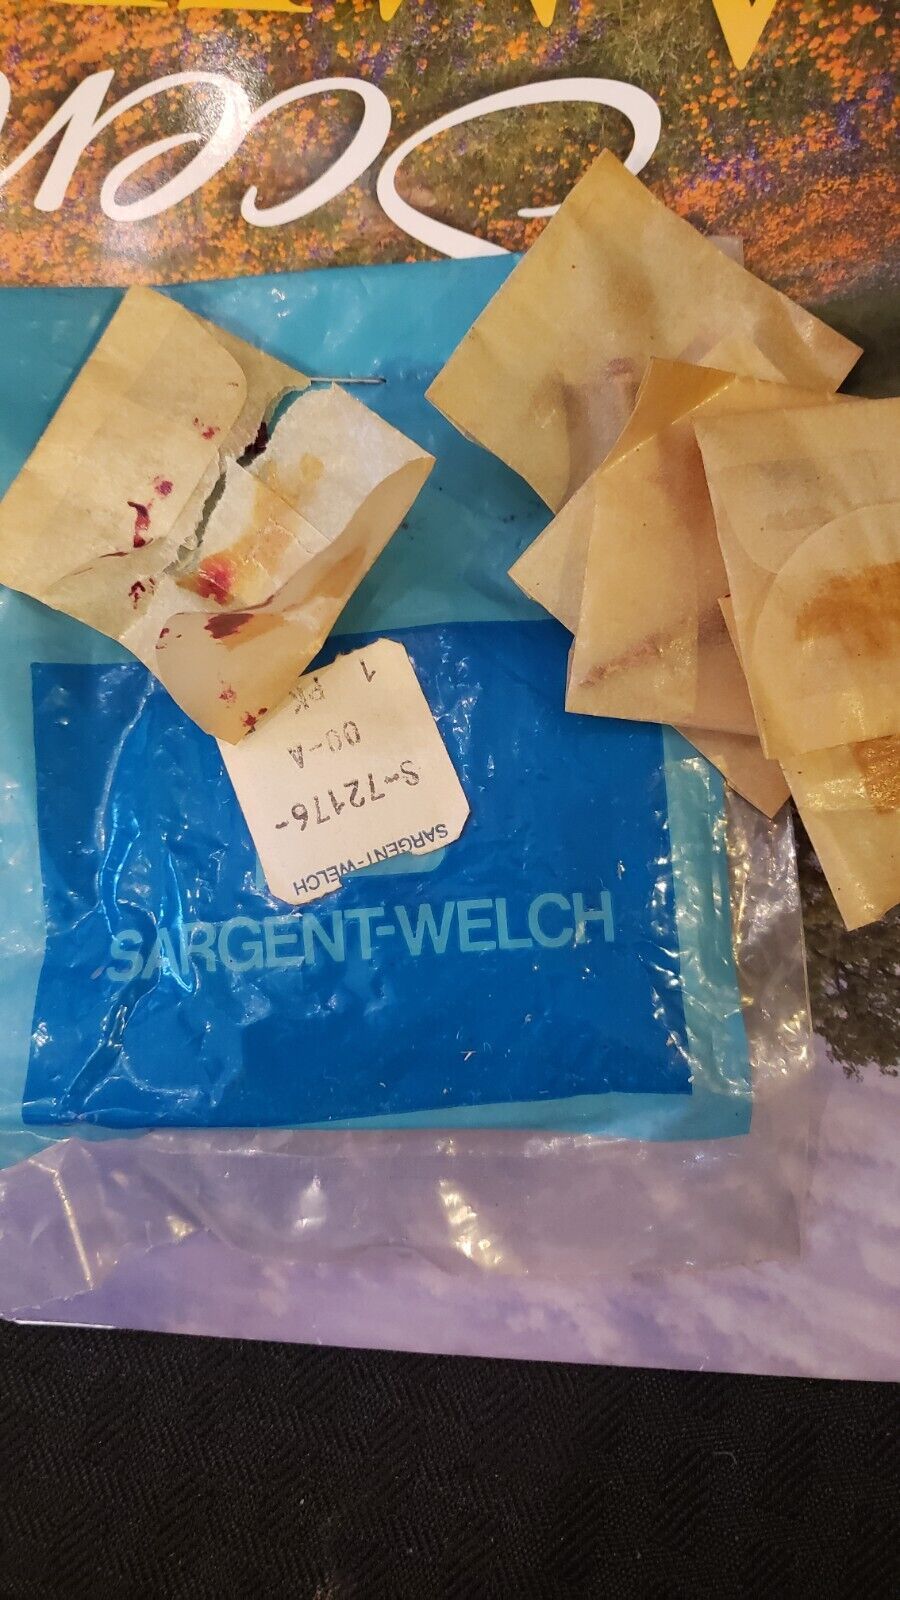 Scen
SARGENT-WELCH
S-72176-
00-A
1 PK
SARGENT-WELCH